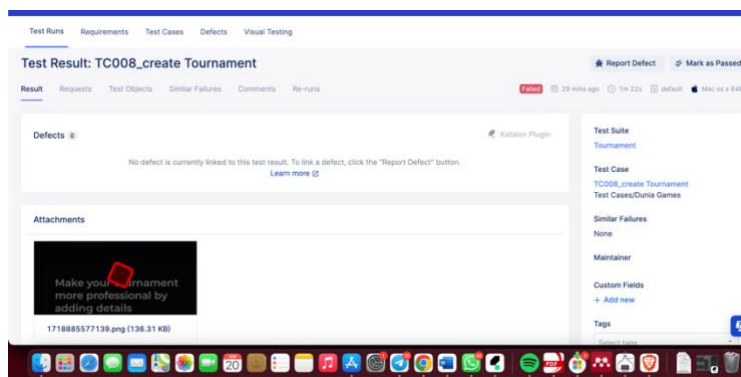 Test Runs Requirements Test Cases Defects Visual Testing
Test Result: TC008_create Tournament
Report Defect Mark as Passed
Result Requests Test Objects Similar Failures Comments Re-runs
Failed 29 mins ago 1m 22s default Mac os x 64
Defects 0
Katalon Plugin
No defect is currently linked to this test result. To link a defect, click the "Report Defect" button.
Learn more
Attachments
Make your
more professional by
adding details
1718885577139.png (136.31 KB)
Test Suite
Tournament
Test Case
TC008_create Tournament
Test Cases/Dunia Games
Similar Failures
None
Maintainer
Custom Fields
+ Add new
Tags
Select tags
20